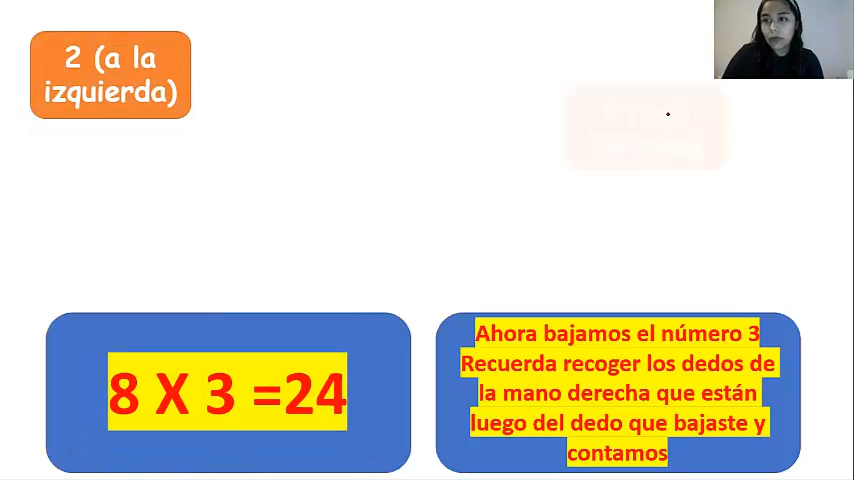 2 (a la
izquierda)
8 X 3 =24
Ahora bajamos el número 3
Recuerda recoger los dedos de
la mano derecha que están
luego del dedo que bajaste y
contamos